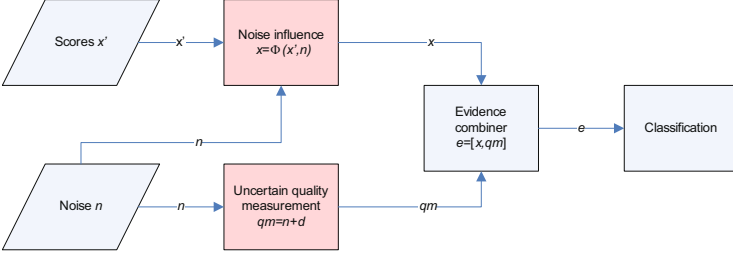 Scores x’
x’
Noise influence
x=Φ(x’,n)
x
Evidence
combiner
e=[x,qm]
e
Classification
n
Noise n
n
Uncertain quality
measurement
qm=n+d
qm